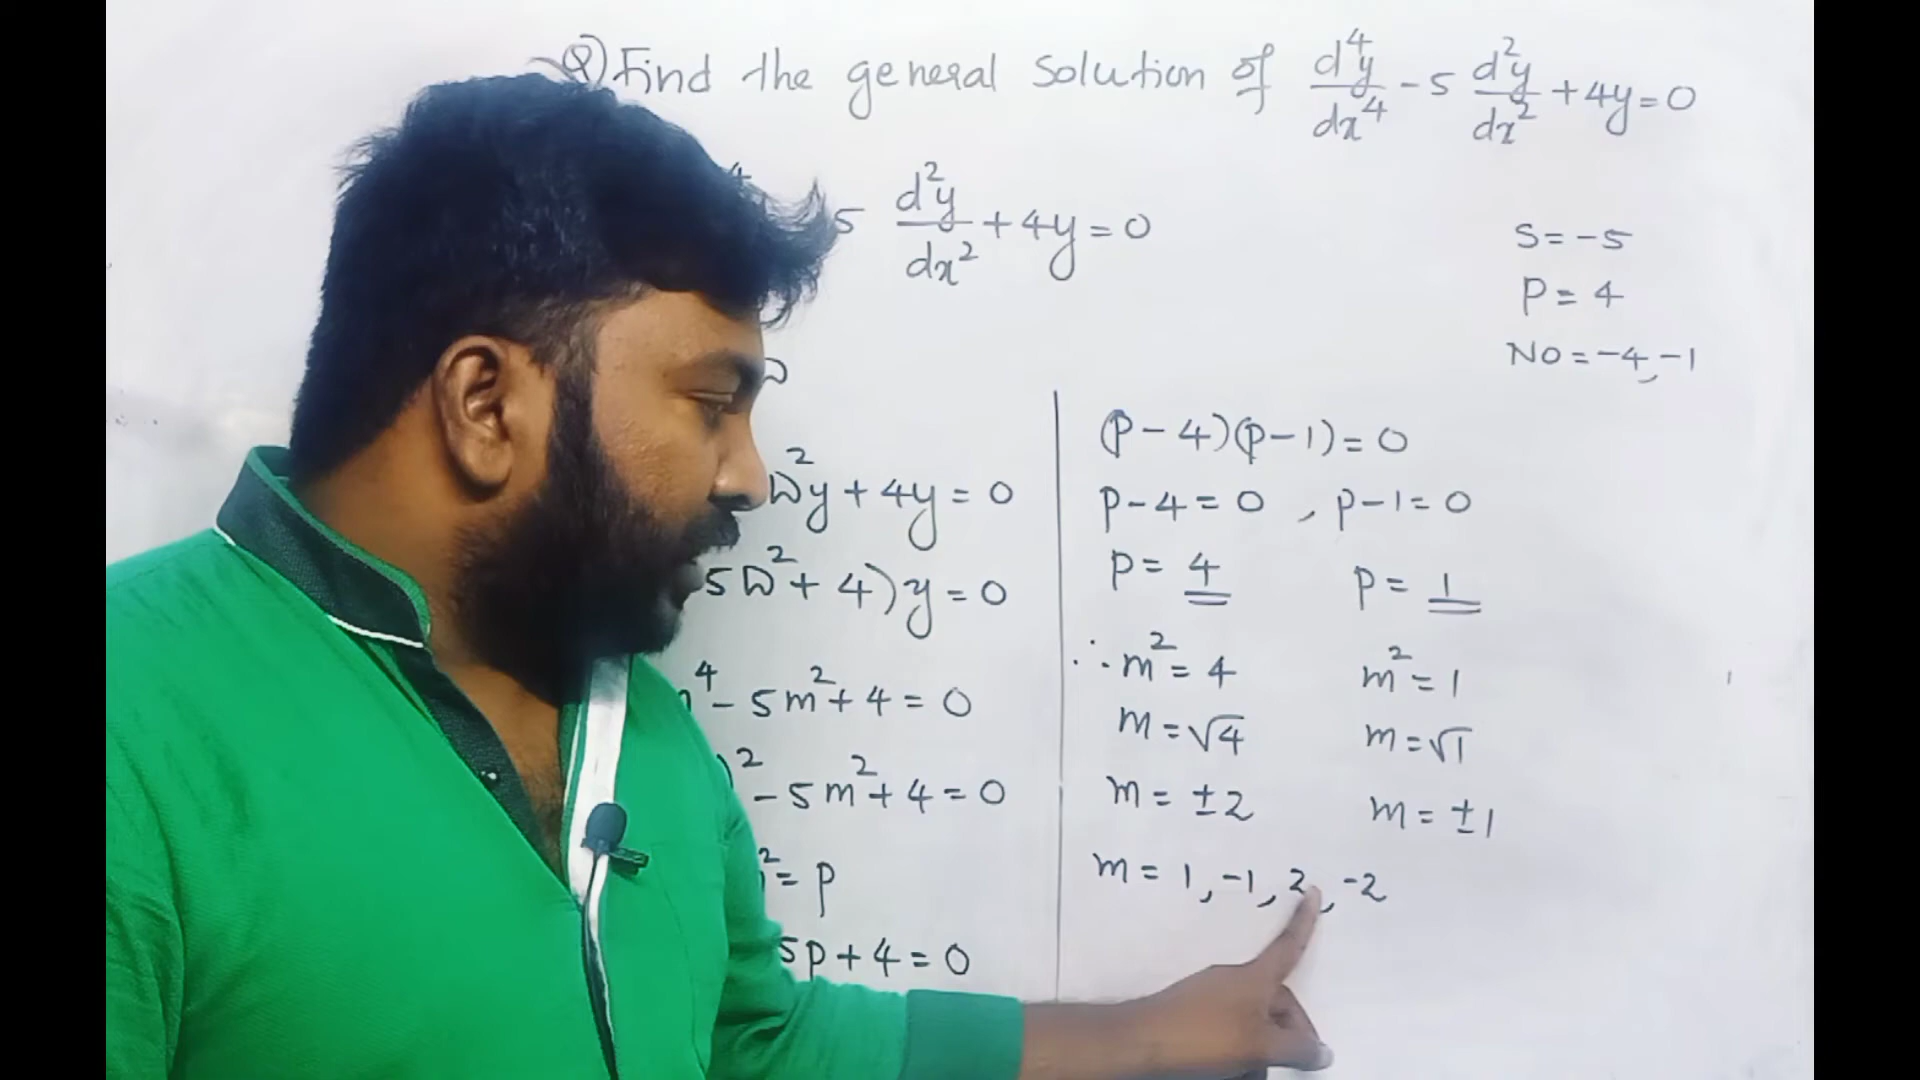 Q) Find the general solution of d⁴y/dx⁴ - 5 d²y/dx² + 4y = 0
5 d²y/dx² + 4y = 0
S = -5
P = 4
No = -4, -1
D
D²y + 4y = 0
5D² + 4) y = 0
⁴ - 5m² + 4 = 0
)² - 5m² + 4 = 0
² = p
5p + 4 = 0
(p - 4)(p - 1) = 0
p - 4 = 0 , p - 1 = 0
p = 4 p = 1
∴ m² = 4 m² = 1
m = √4 m = √1
m = ±2 m = ±1
m = 1, -1, 2, -2